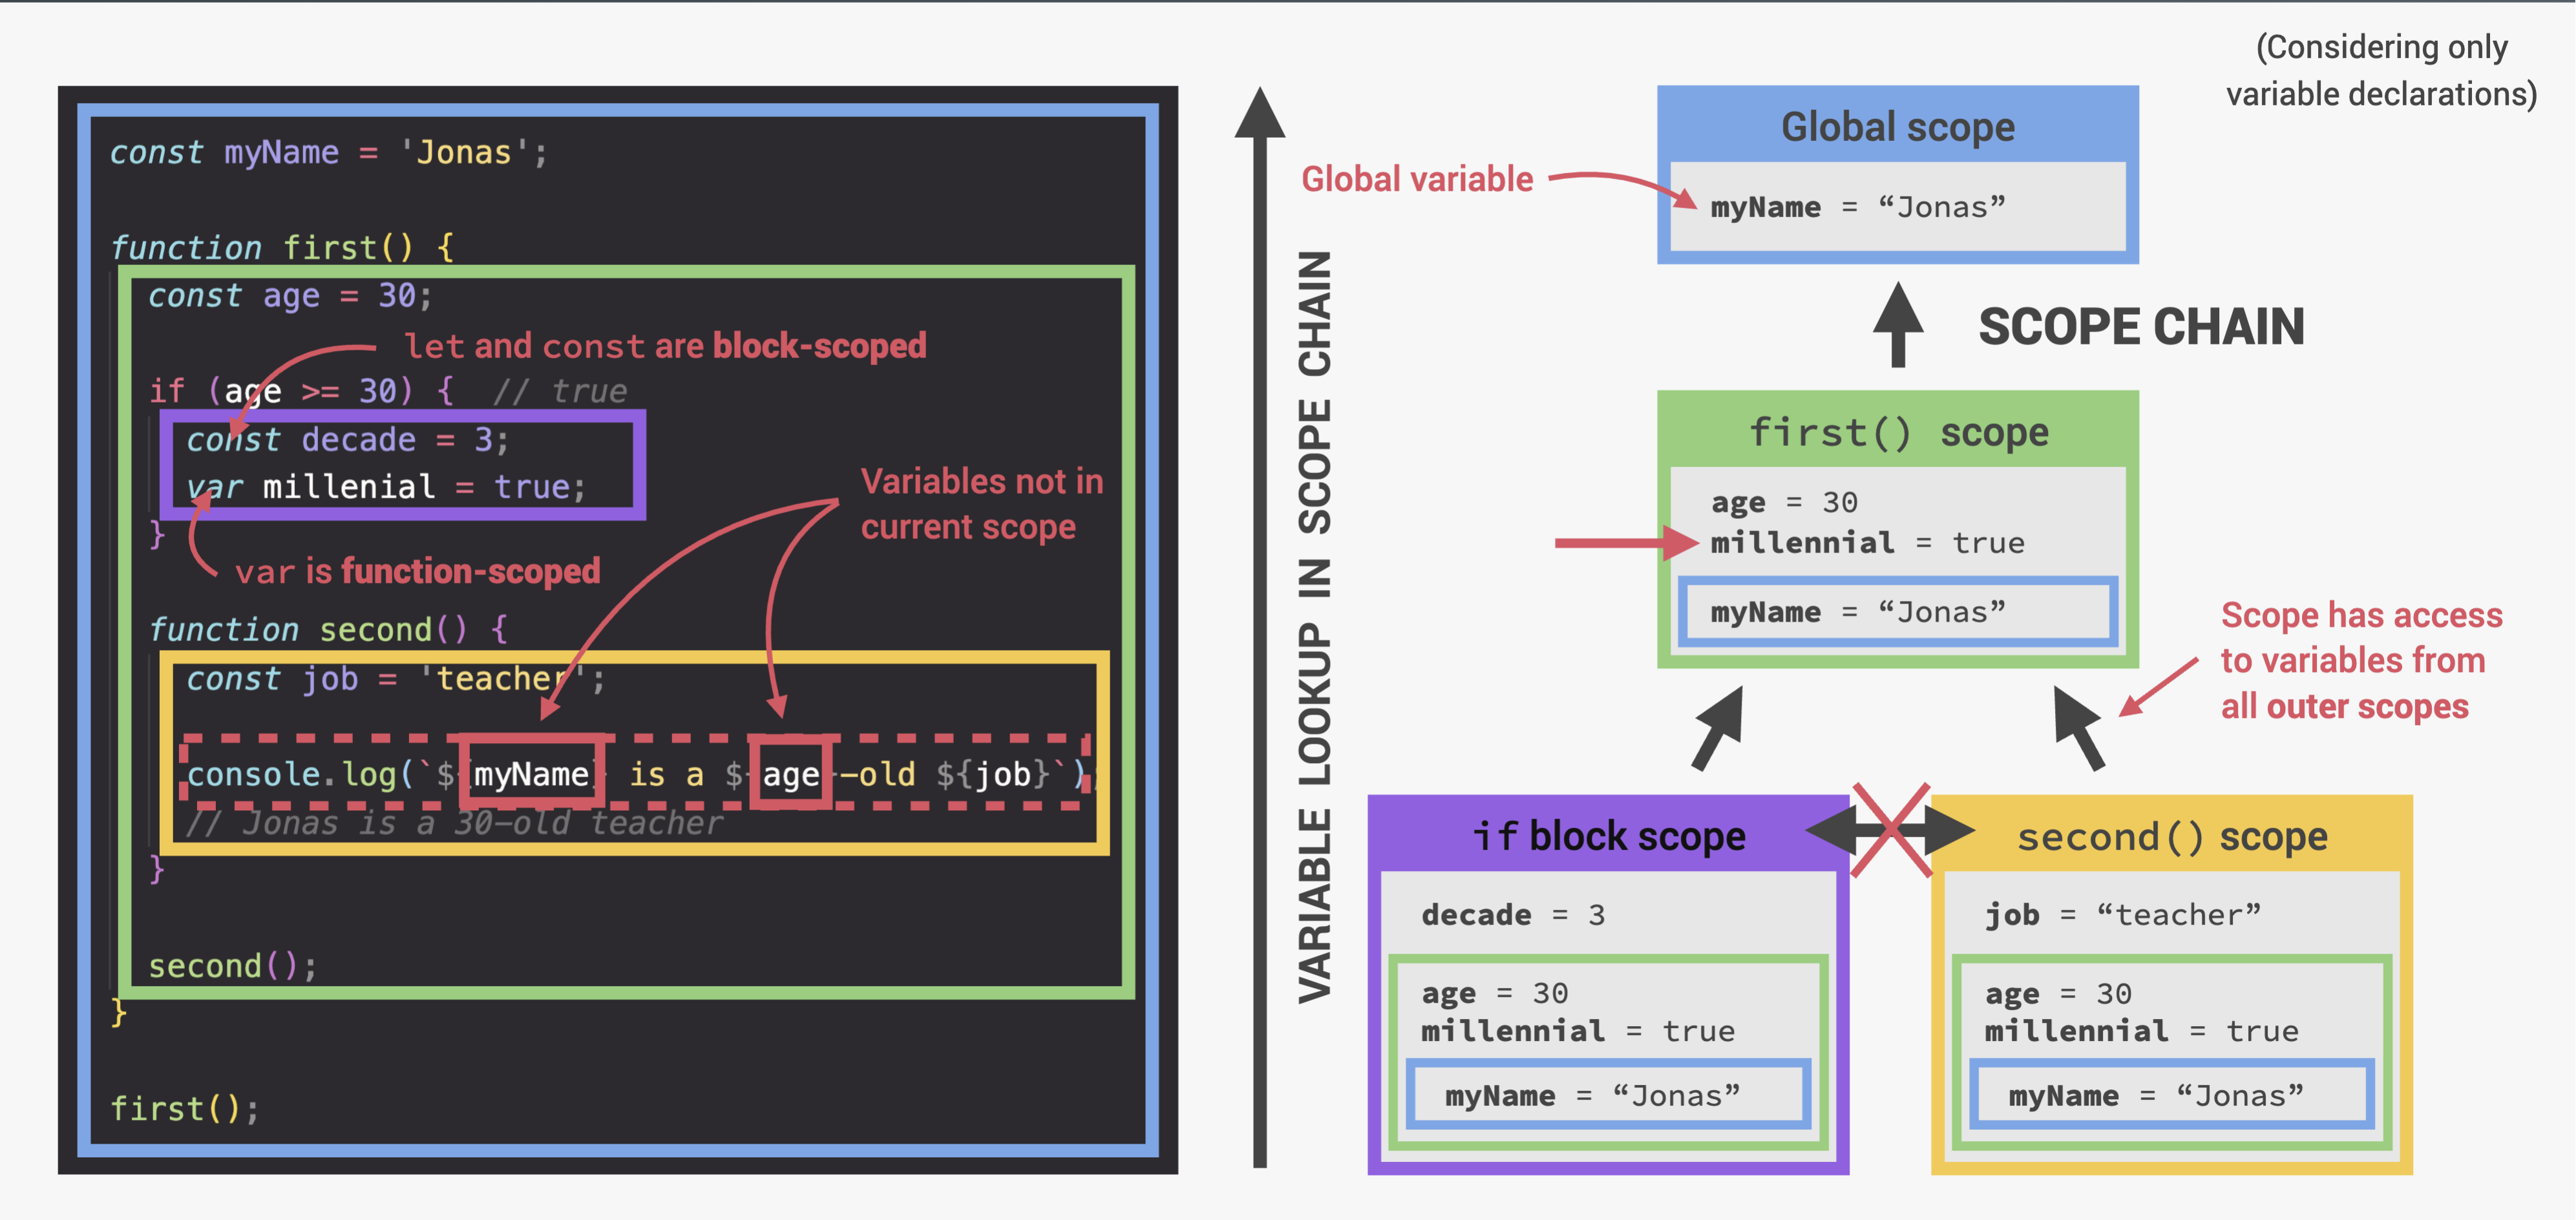 (Considering only
variable declarations)
const myName = 'Jonas';
function first() {
const age = 30;
let and const are block-scoped
if (age >= 30) { // true
const decade = 3;
var millenial = true;
}
var is function-scoped
Variables not in
current scope
function second() {
const job = 'teacher';
console.log(`${myName} is a ${age}-old ${job}`);
// Jonas is a 30-old teacher
}
second();
}
first();
VARIABLE LOOKUP IN SCOPE CHAIN
Global scope
Global variable
myName = “Jonas”
SCOPE CHAIN
first() scope
age = 30
millennial = true
myName = “Jonas”
Scope has access
to variables from
all outer scopes
if block scope
decade = 3
age = 30
millennial = true
myName = “Jonas”
second() scope
job = “teacher”
age = 30
millennial = true
myName = “Jonas”